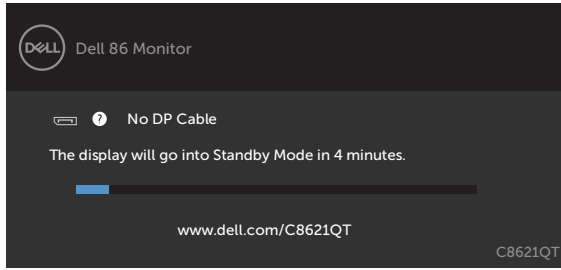 DELL Dell 86 Monitor
? No DP Cable
The display will go into Standby Mode in 4 minutes.
www.dell.com/C8621QT
C8621QT